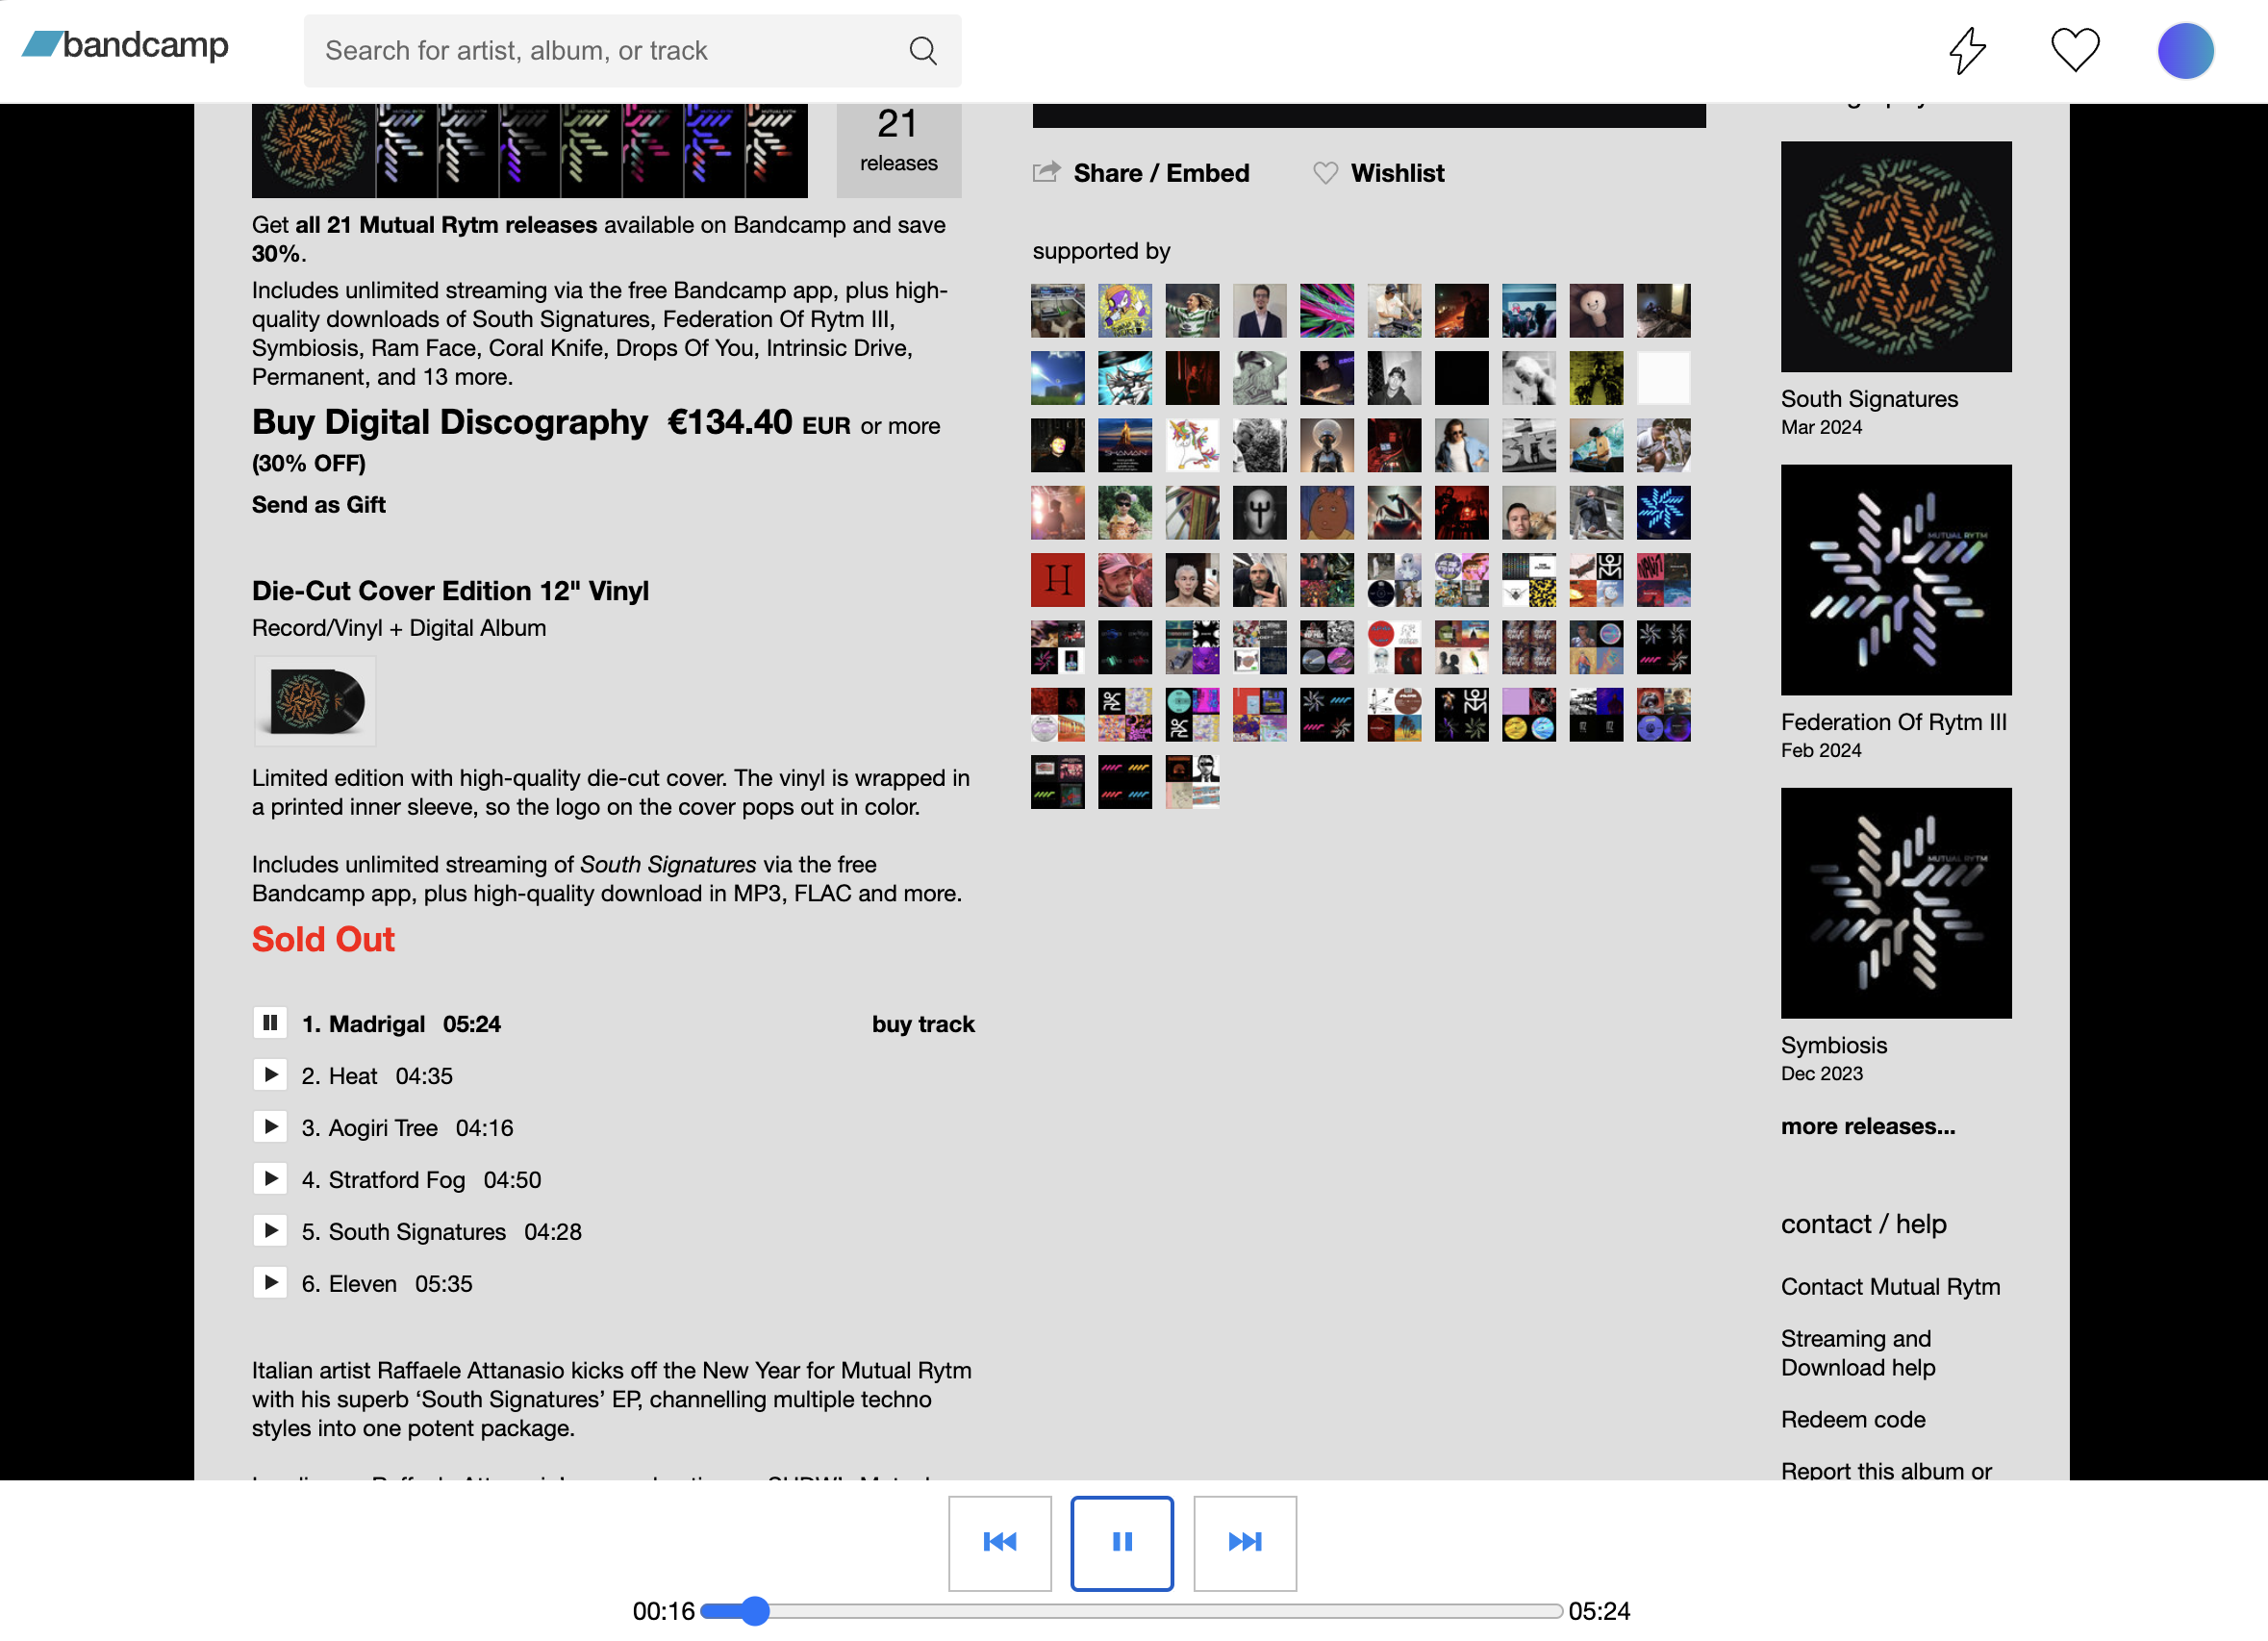 bandcamp
Search for artist, album, or track
21
releases
Get all 21 Mutual Rytm releases available on Bandcamp and save
30%.
Includes unlimited streaming via the free Bandcamp app, plus high-
quality downloads of South Signatures, Federation Of Rytm III,
Symbiosis, Ram Face, Coral Knife, Drops Of You, Intrinsic Drive,
Permanent, and 13 more.
Buy Digital Discography €134.40 EUR or more
(30% OFF)
Send as Gift
Die-Cut Cover Edition 12" Vinyl
Record/Vinyl + Digital Album
Limited edition with high-quality die-cut cover. The vinyl is wrapped in
a printed inner sleeve, so the logo on the cover pops out in color.
Includes unlimited streaming of South Signatures via the free
Bandcamp app, plus high-quality download in MP3, FLAC and more.
Sold Out
1. Madrigal 05:24 buy track
2. Heat 04:35
3. Aogiri Tree 04:16
4. Stratford Fog 04:50
5. South Signatures 04:28
6. Eleven 05:35
Italian artist Raffaele Attanasio kicks off the New Year for Mutual Rytm
with his superb ‘South Signatures’ EP, channelling multiple techno
styles into one potent package.
Share / Embed Wishlist
supported by
SHAMAN
H
South Signatures
Mar 2024
MUTUAL RYTM
Federation Of Rytm III
Feb 2024
MUTUAL RYTM
Symbiosis
Dec 2023
more releases...
contact / help
Contact Mutual Rytm
Streaming and
Download help
Redeem code
Report this album or
00:16 05:24